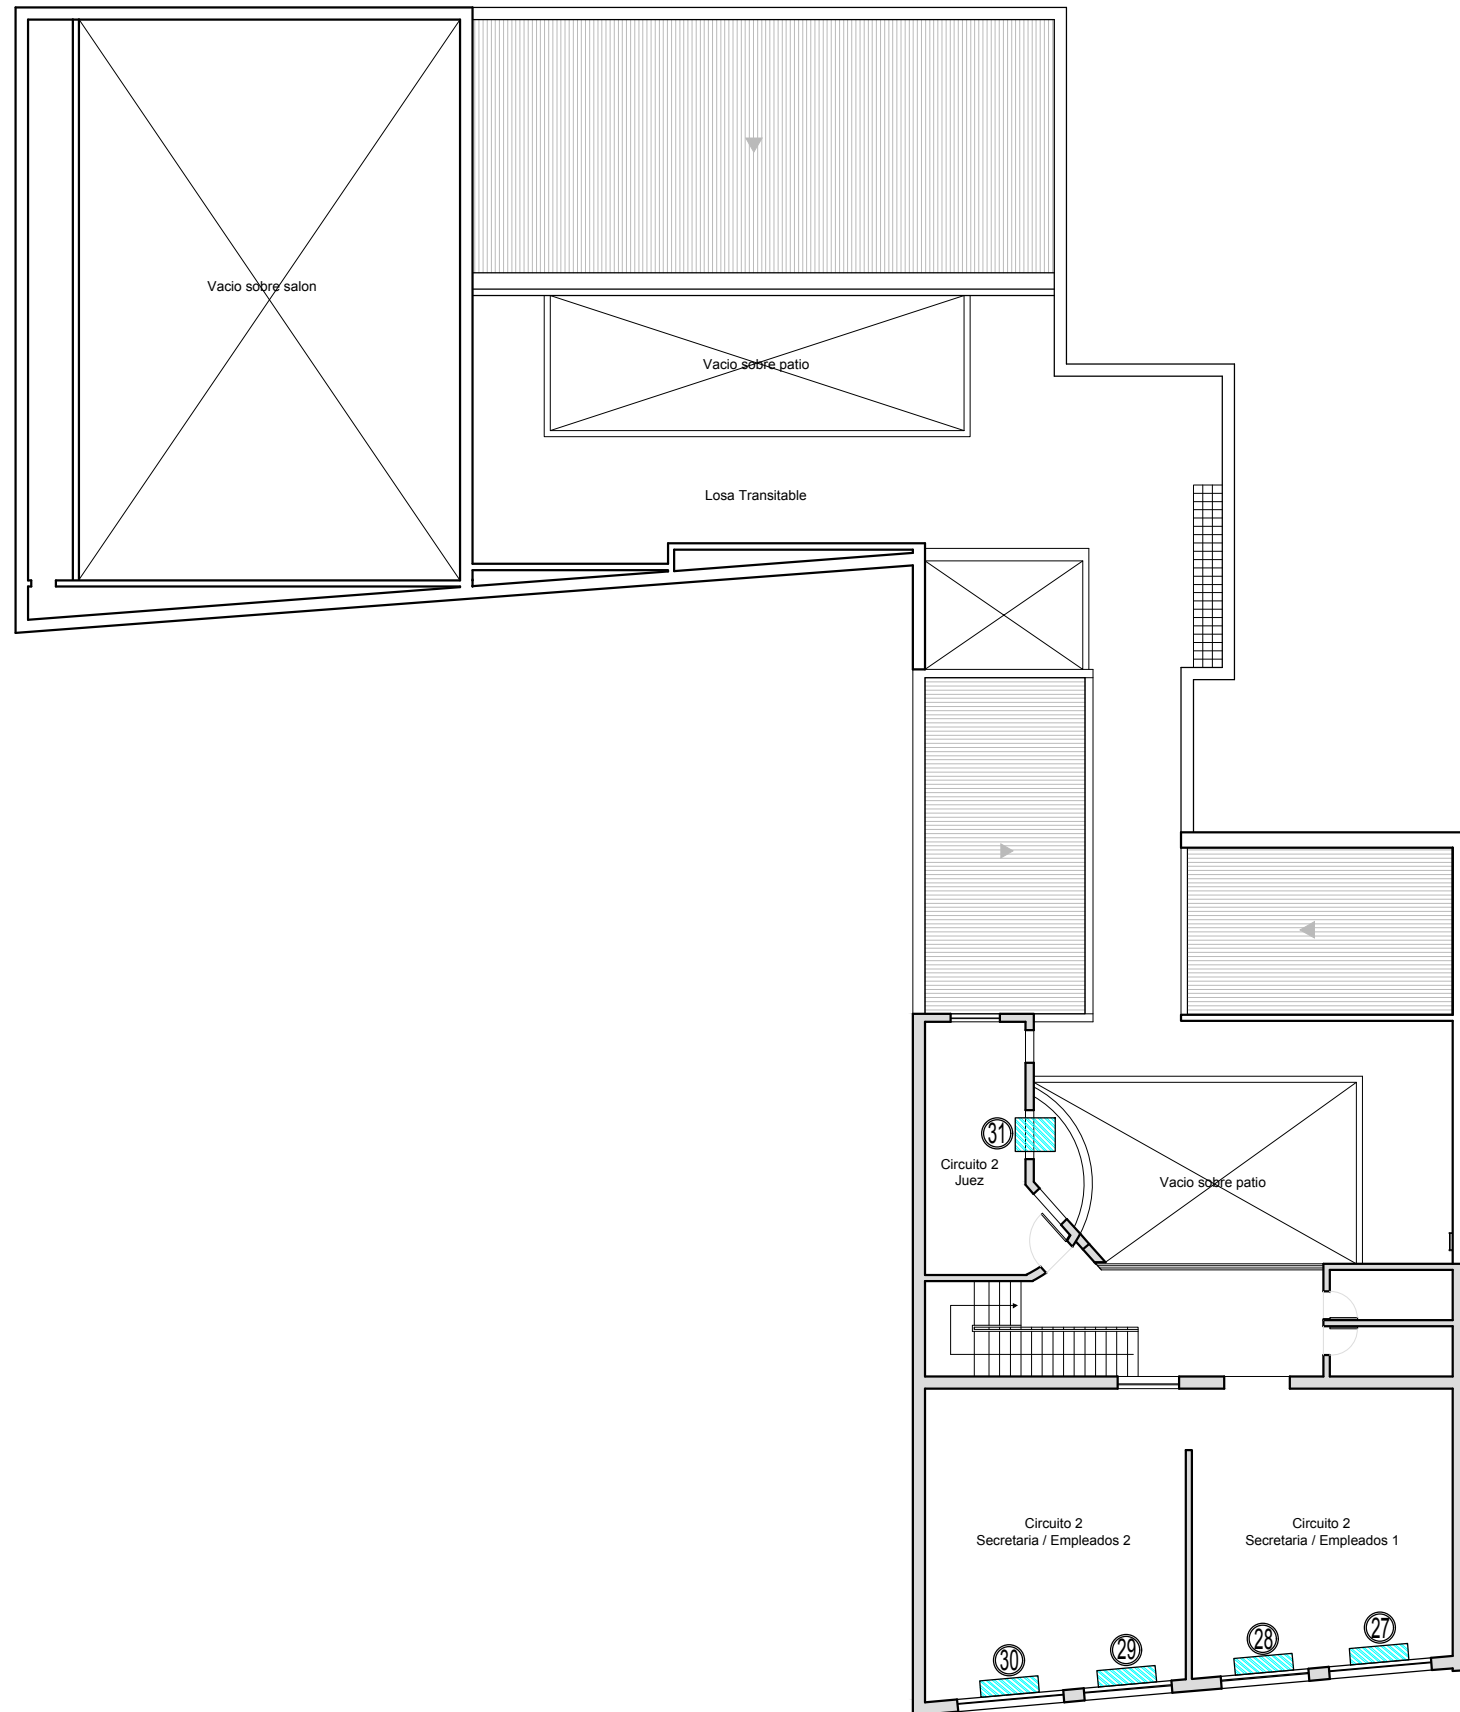 Vacio sobre salon
Vacio sobre patio
Losa Transitable
31
Circuito 2
Juez
Vacio sobre patio
Circuito 2
Secretaria / Empleados 2
Circuito 2
Secretaria / Empleados 1
30
29
28
27